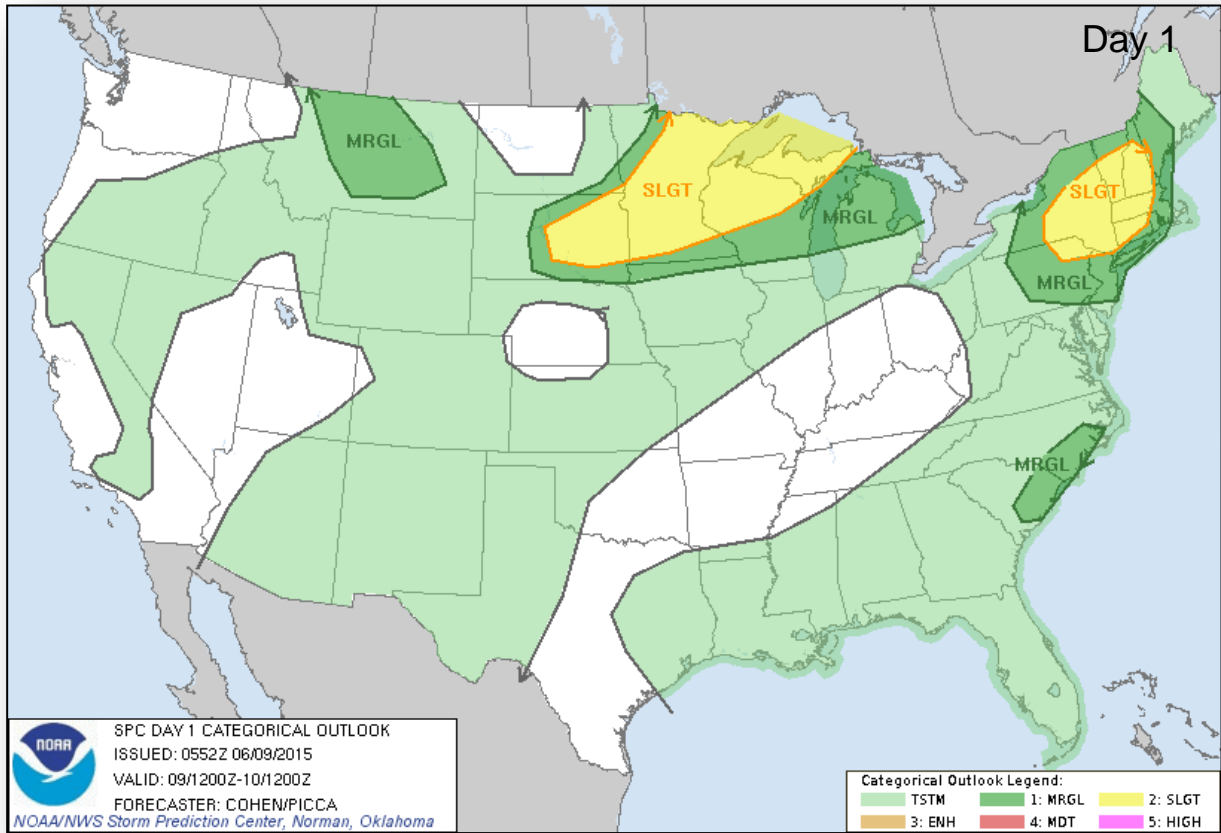 Day 1
MRGL
SLGT
MRGL
SLGT
MRGL
MRGL
NOAA
SPC DAY 1 CATEGORICAL OUTLOOK
ISSUED: 0552Z 06/09/2015
VALID: 09/1200Z-10/1200Z
FORECASTER: COHEN/PICCA
NOAA/NWS Storm Prediction Center, Norman, Oklahoma
Categorical Outlook Legend:
TSTM 1: MRGL 2: SLGT
3: ENH 4: MDT 5: HIGH